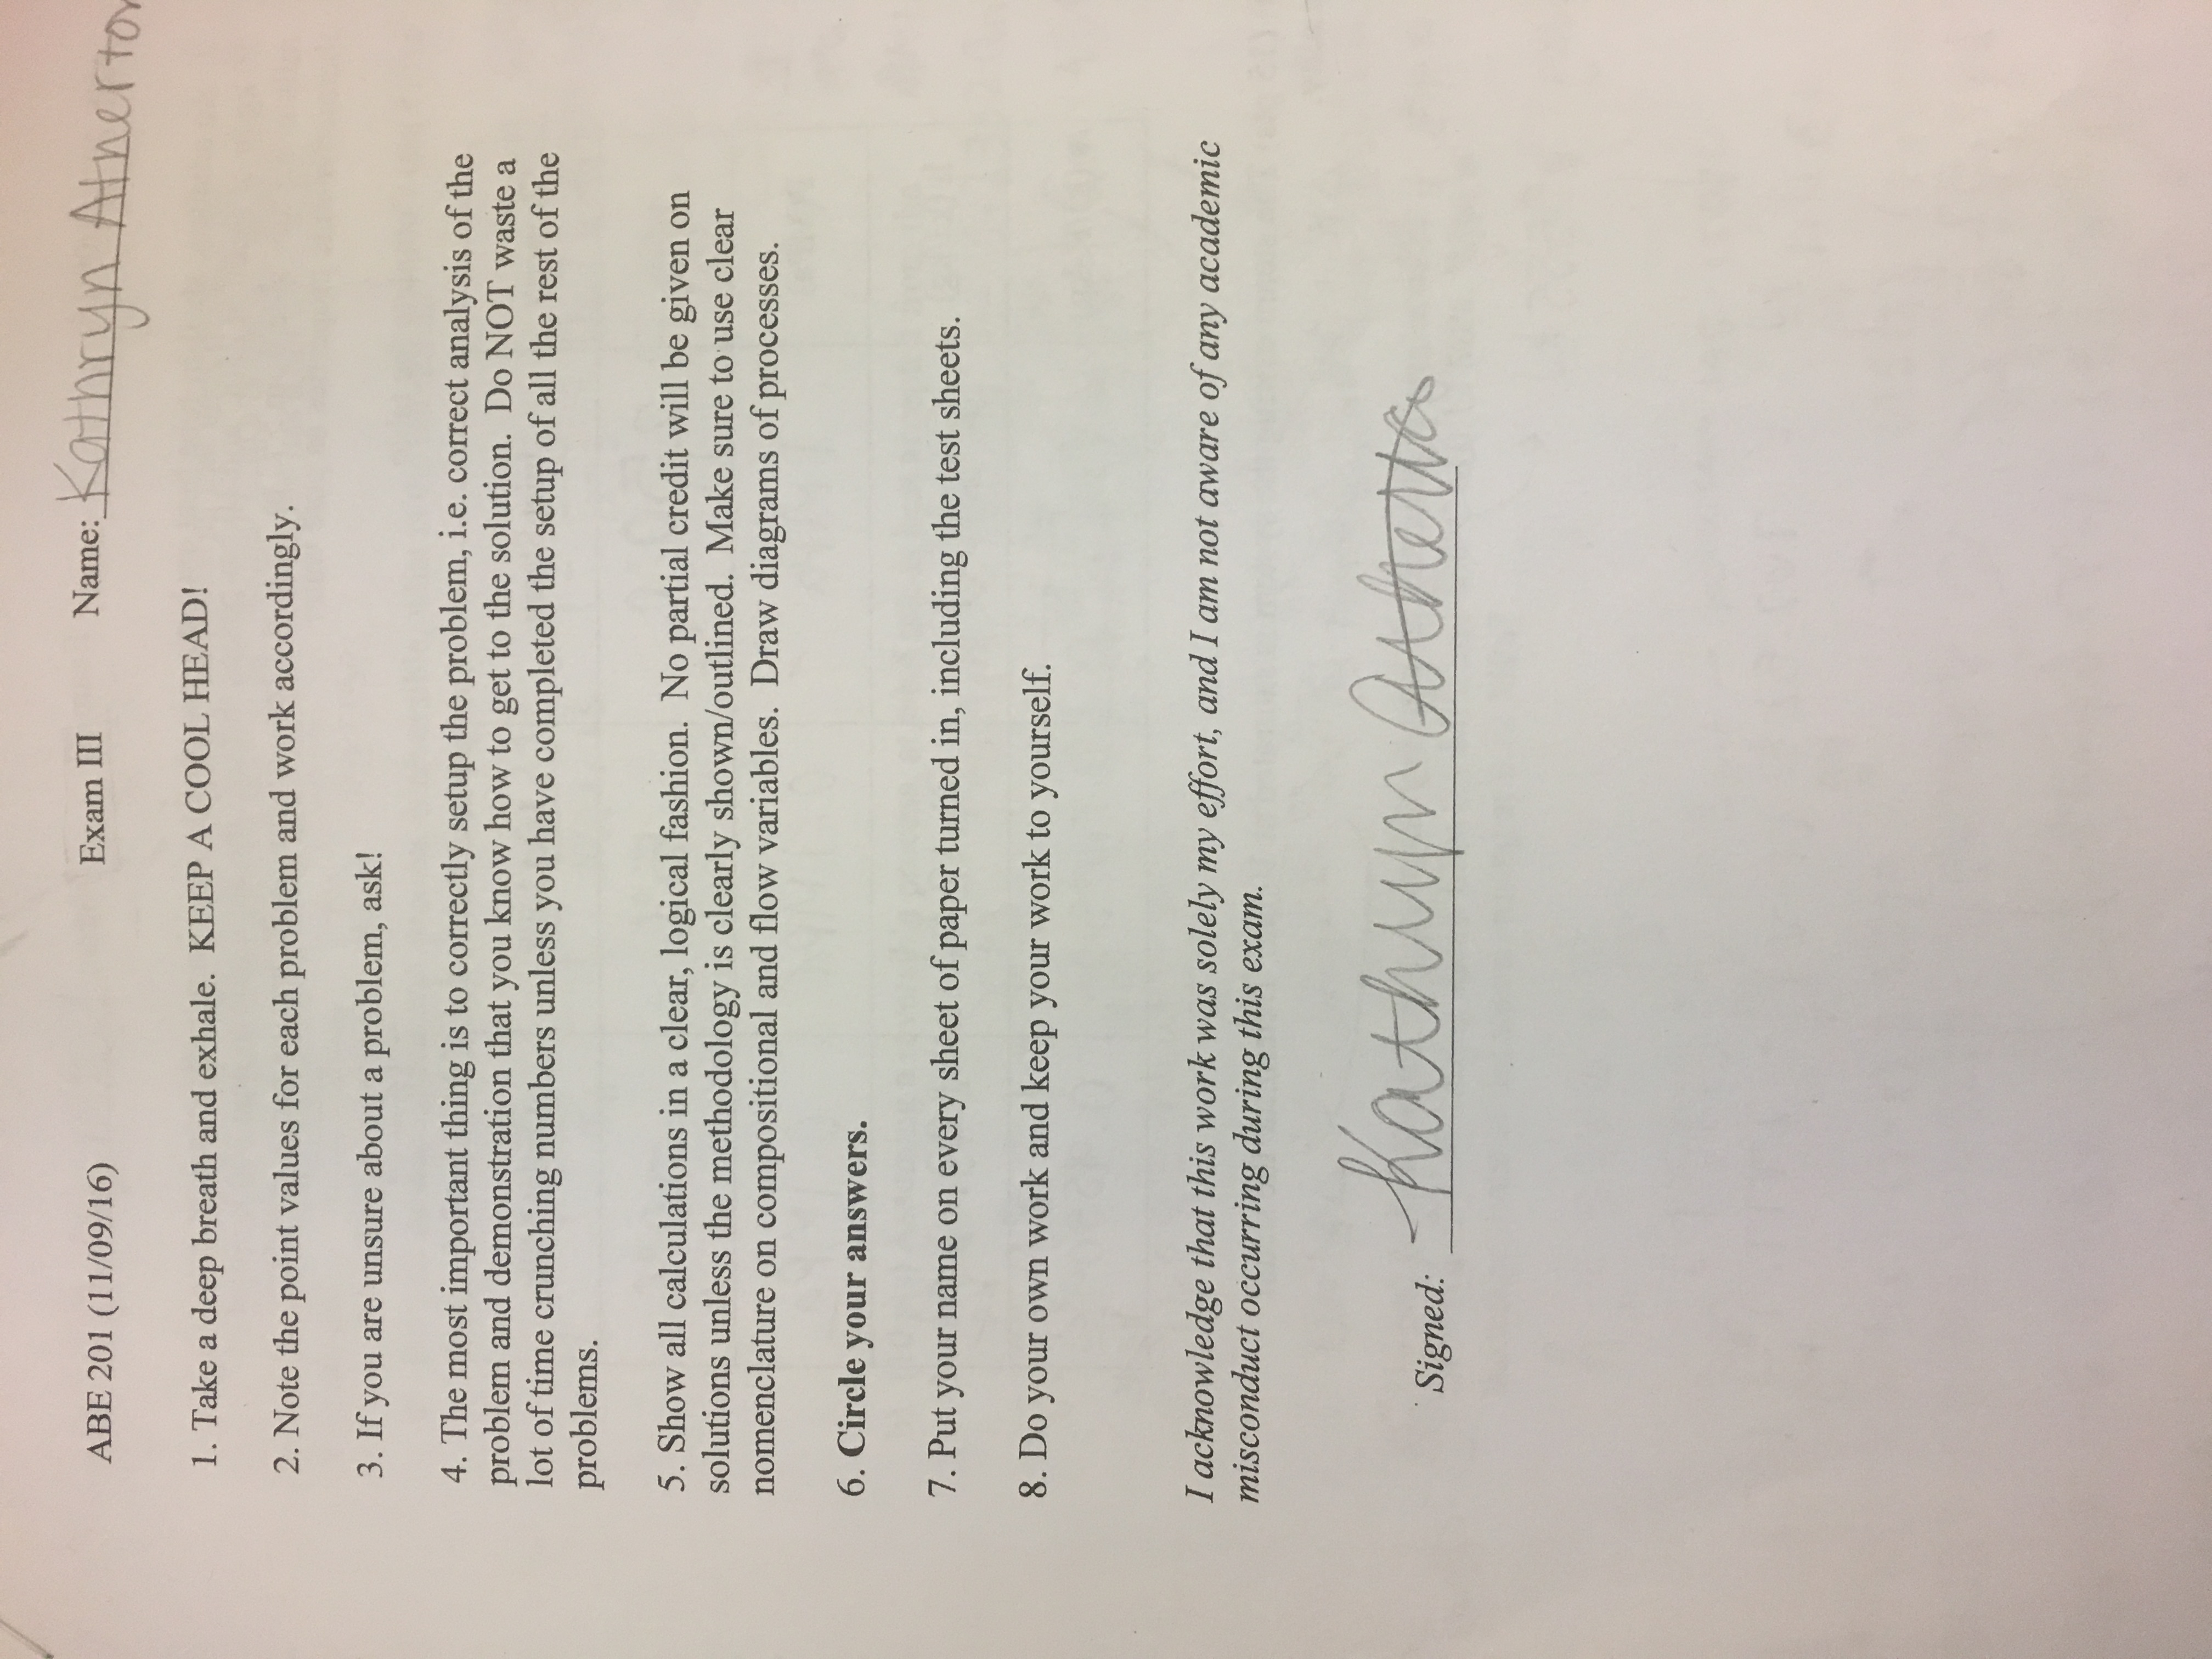 ABE 201 (11/09/16) Exam III Name: Kathryn Atherton
1. Take a deep breath and exhale. KEEP A COOL HEAD!
2. Note the point values for each problem and work accordingly.
3. If you are unsure about a problem, ask!
4. The most important thing is to correctly setup the problem, i.e. correct analysis of the
problem and demonstration that you know how to get to the solution. Do NOT waste a
lot of time crunching numbers unless you have completed the setup of all the rest of the
problems.
5. Show all calculations in a clear, logical fashion. No partial credit will be given on
solutions unless the methodology is clearly shown/outlined. Make sure to use clear
nomenclature on compositional and flow variables. Draw diagrams of processes.
6. Circle your answers.
7. Put your name on every sheet of paper turned in, including the test sheets.
8. Do your own work and keep your work to yourself.
I acknowledge that this work was solely my effort, and I am not aware of any academic
misconduct occurring during this exam.
Signed: Kathryn Atherton